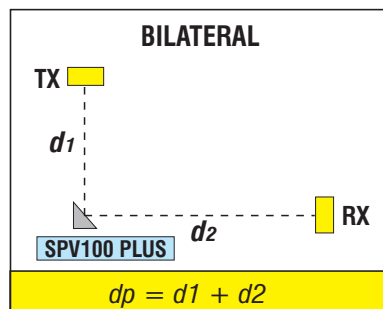 BILATERAL
TX
d1
d2
RX
SPV100 PLUS
dp = d1 + d2